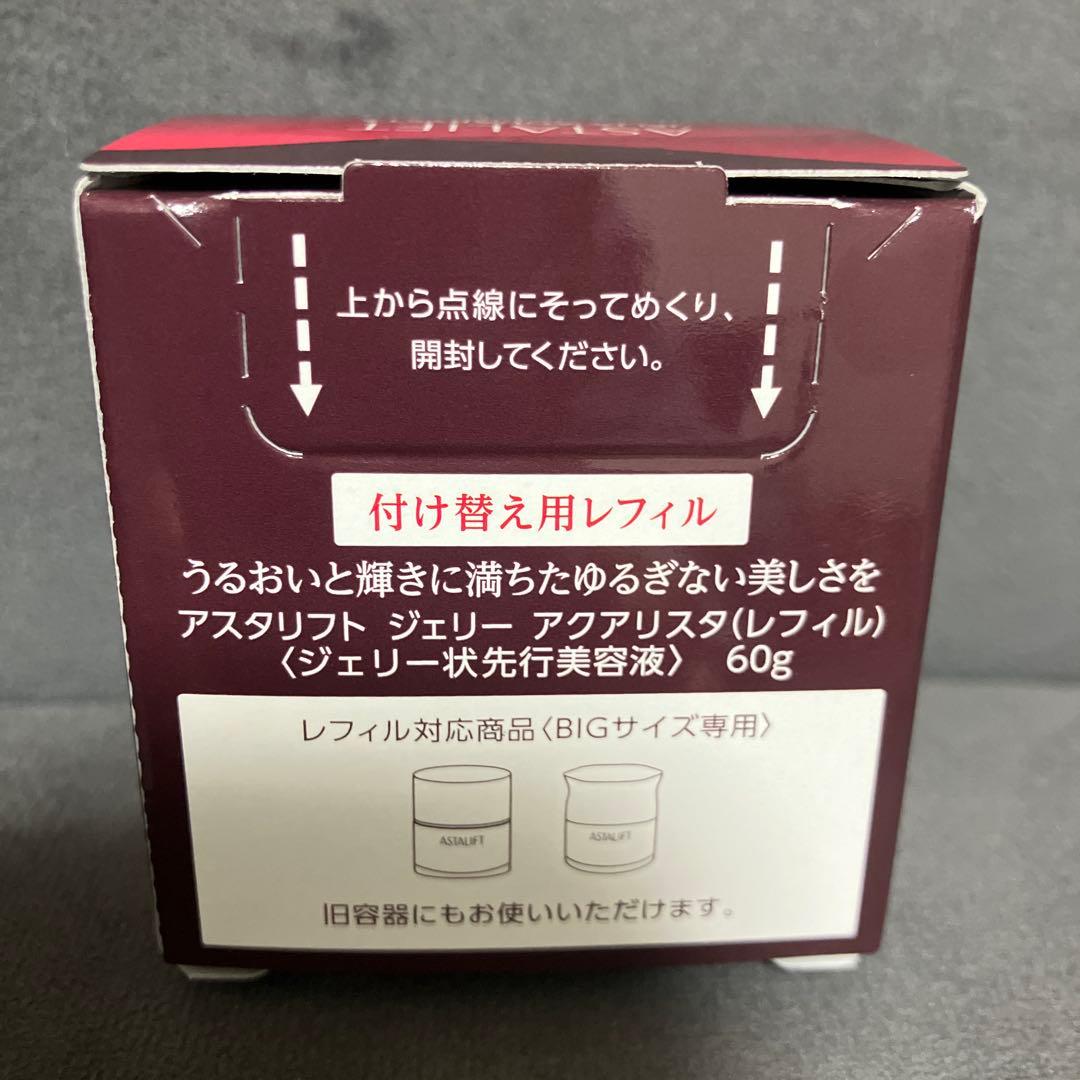 ASTALIFT
上から点線にそってめくり、
開封してください。
付け替え用レフィル
うるおいと輝きに満ちたゆるぎない美しさを
アスタリフト ジェリー アクアリスタ(レフィル)
〈ジェリー状先行美容液〉 60g
レフィル対応商品〈BIGサイズ専用〉
ASTALIFT ASTALIFT
旧容器にもお使いいただけます。